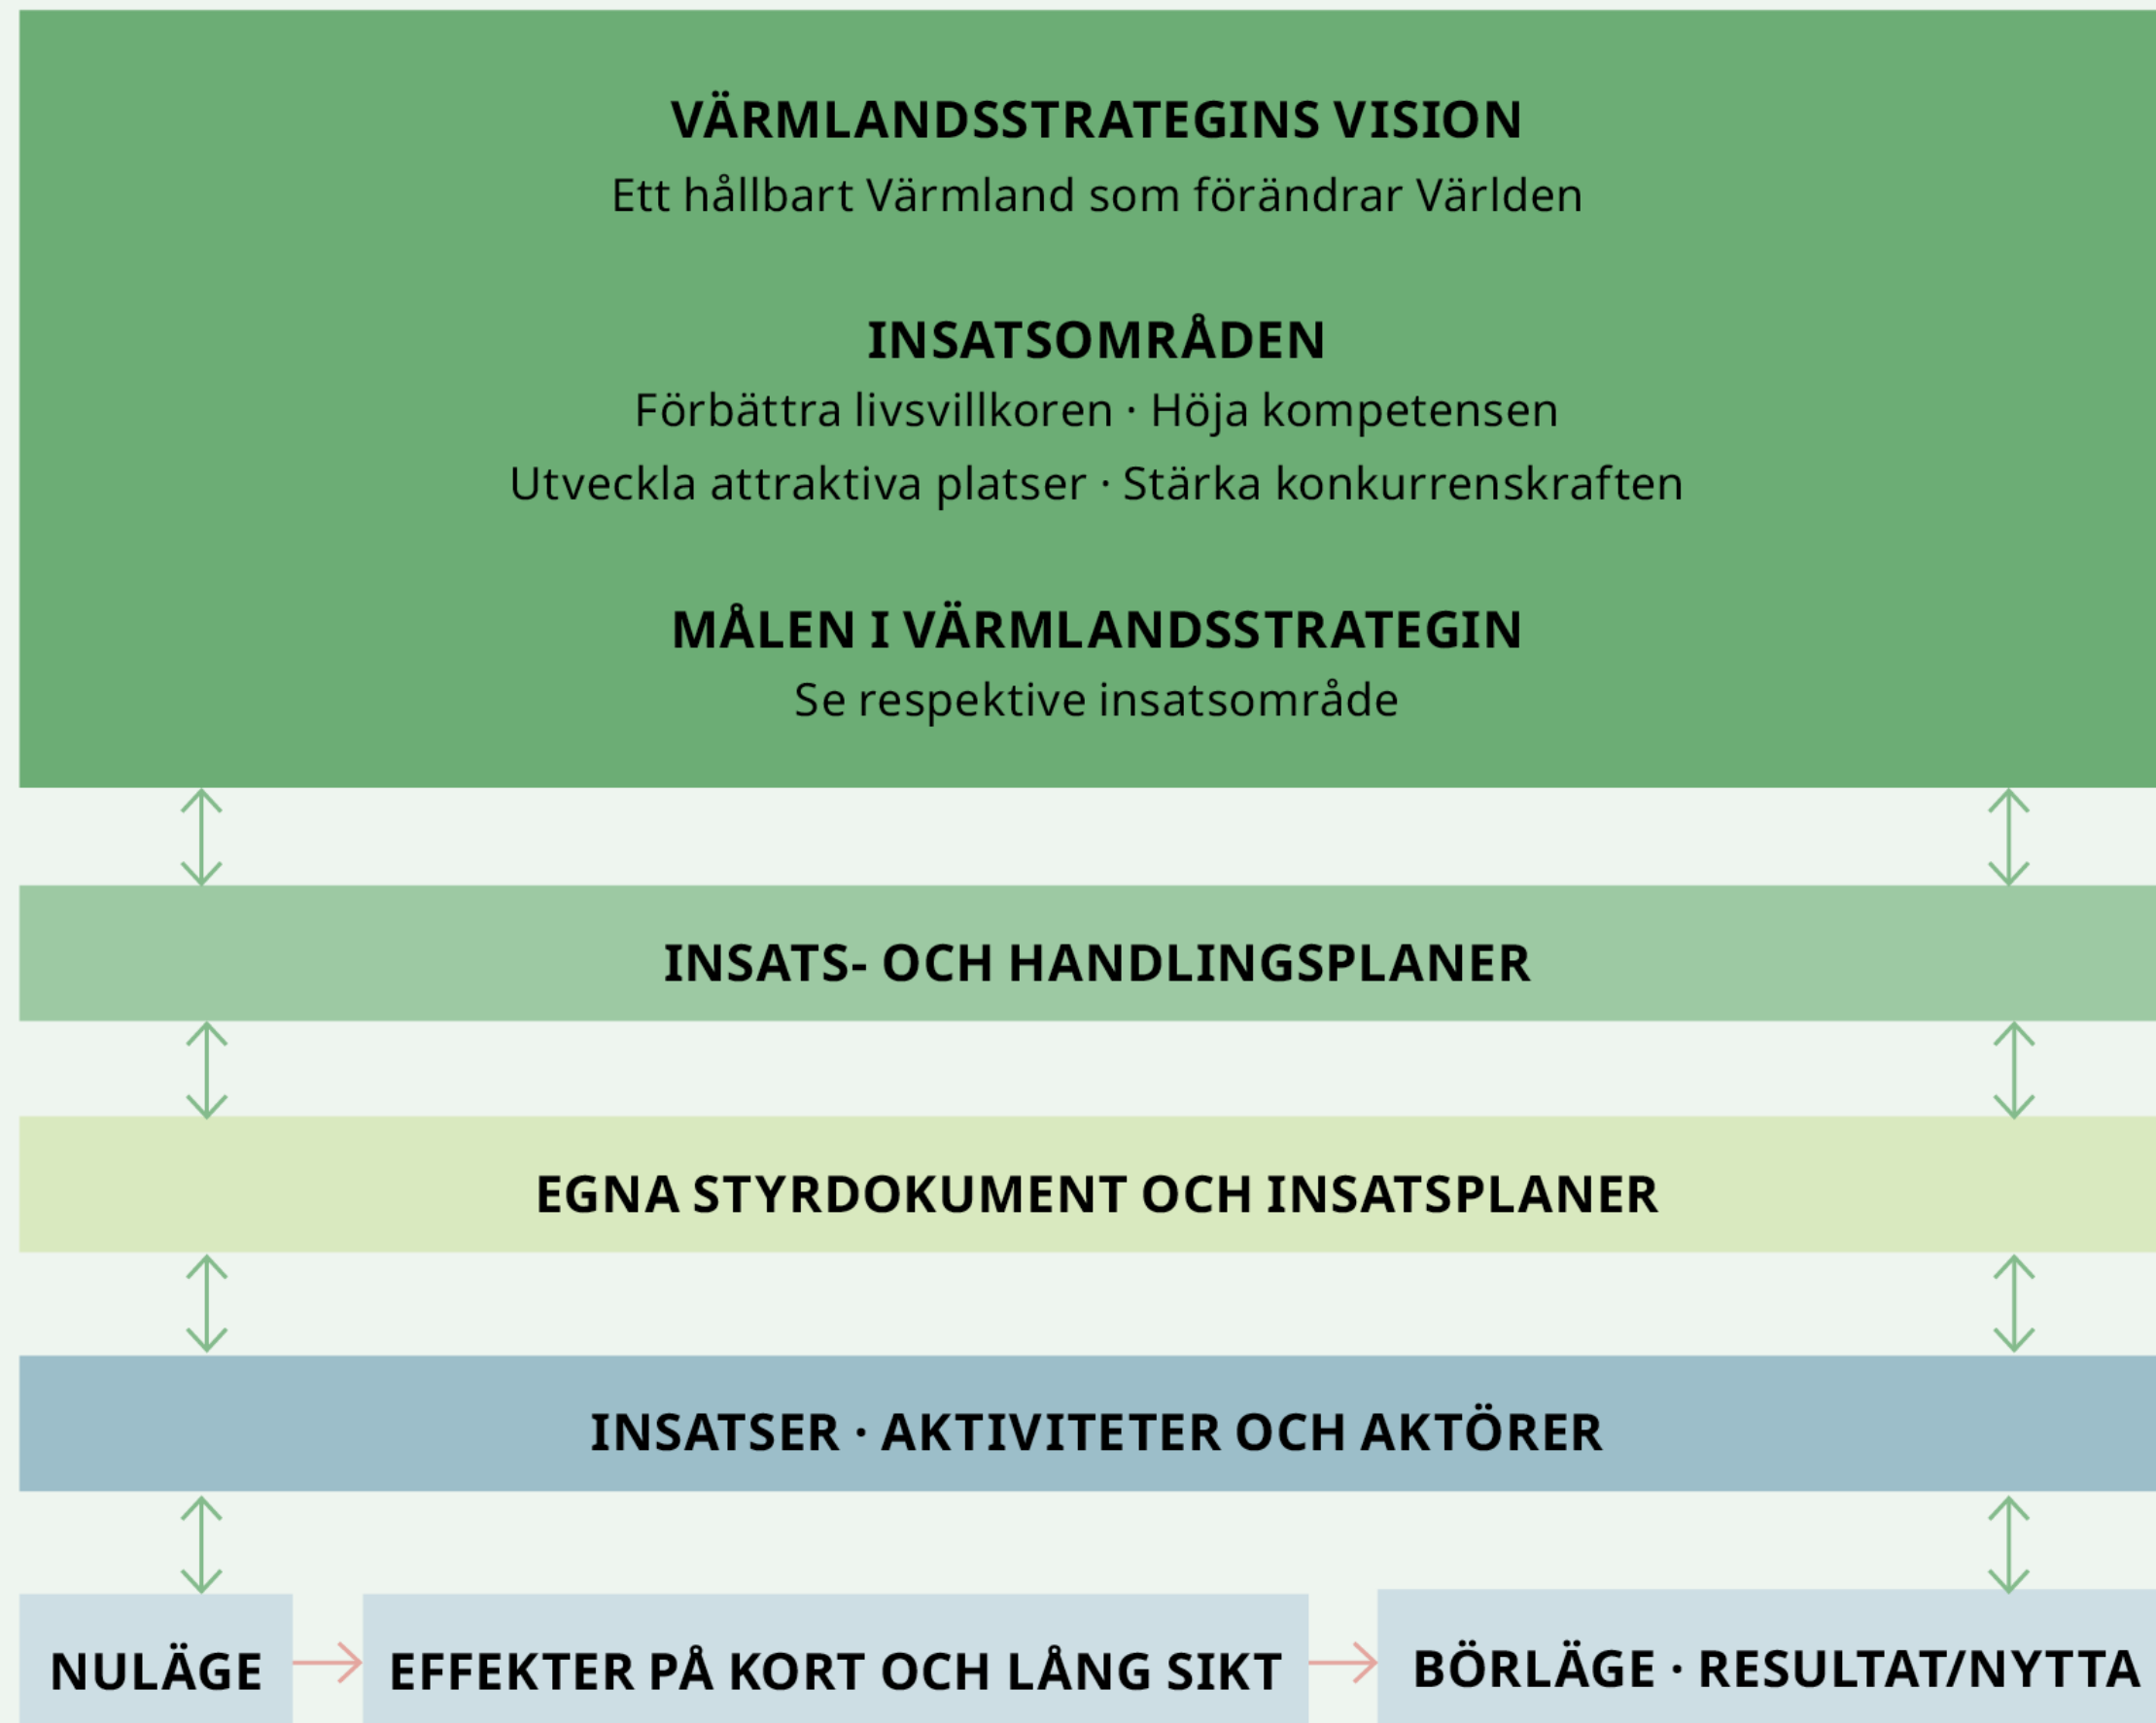 VÄRMLANDSSTRATEGINS VISION
Ett hållbart Värmland som förändrar Världen
INSATSOMRÅDEN
Förbättra livsvillkoren · Höja kompetensen
Utveckla attraktiva platser · Stärka konkurrenskraften
MÅLEN I VÄRMLANDSSTRATEGIN
Se respektive insatsområde
INSATS- OCH HANDLINGSPLANER
EGNA STYRDOKUMENT OCH INSATSPLANER
INSATSER · AKTIVITETER OCH AKTÖRER
NULÄGE
EFFEKTER PÅ KORT OCH LÅNG SIKT
BÖRLÄGE · RESULTAT/NYTTA